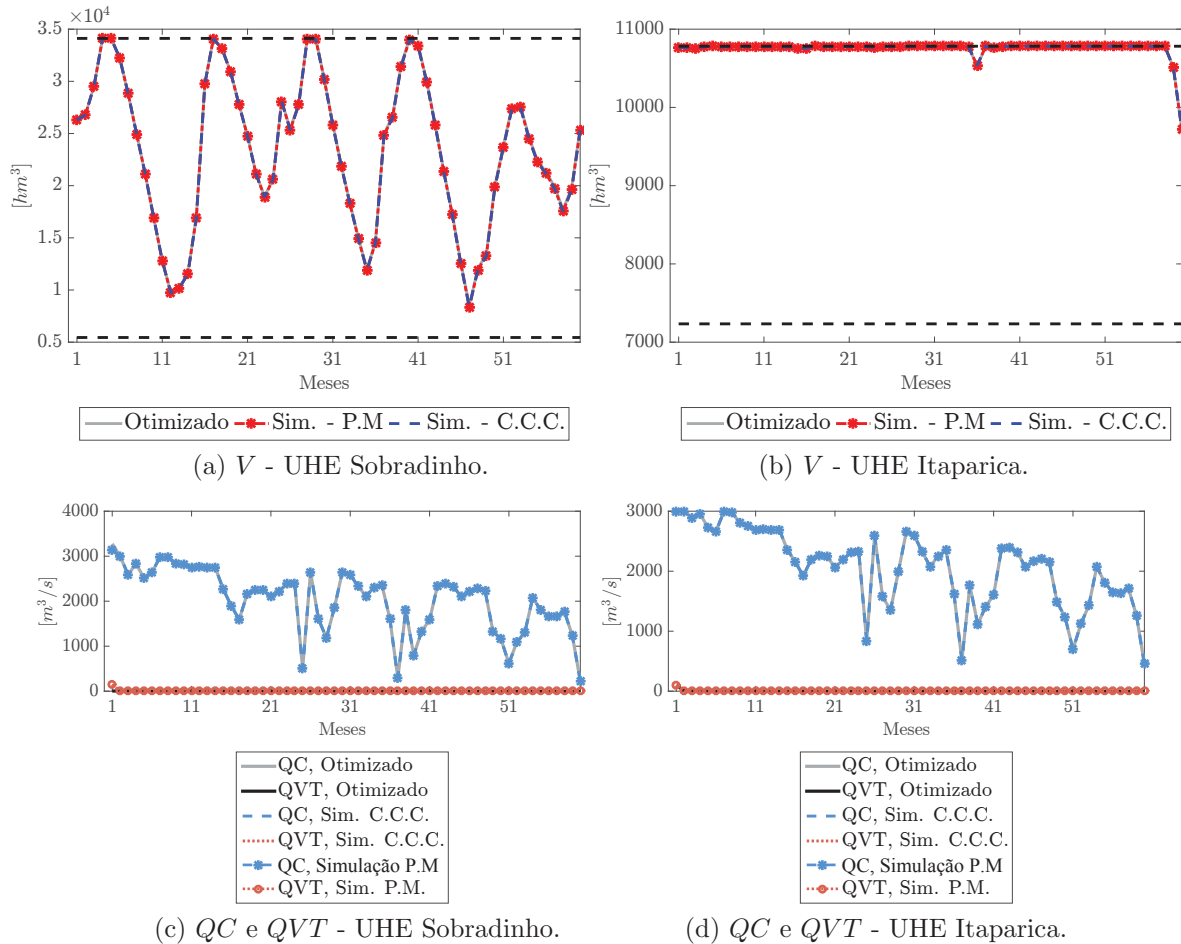 ×10⁴
3.5
3
2.5
2
1.5
1
0.5
[hm³]
1 11 21 31 41 51
Meses
Otimizado Sim. - P.M Sim. - C.C.C.
(a) V - UHE Sobradinho.
11000
10000
9000
8000
7000
[hm³]
1 11 21 31 41 51
Meses
Otimizado Sim. - P.M Sim. - C.C.C.
(b) V - UHE Itaparica.
4000
3000
2000
1000
0
[m³/s]
1 11 21 31 41 51
Meses
QC, Otimizado
QVT, Otimizado
QC, Sim. C.C.C.
QVT, Sim. C.C.C.
QC, Simulação P.M
QVT, Sim. P.M.
(c) QC e QVT - UHE Sobradinho.
3000
2000
1000
0
[m³/s]
1 11 21 31 41 51
Meses
QC, Otimizado
QVT, Otimizado
QC, Sim. C.C.C.
QVT, Sim. C.C.C.
QC, Simulação P.M
QVT, Sim. P.M.
(d) QC e QVT - UHE Itaparica.